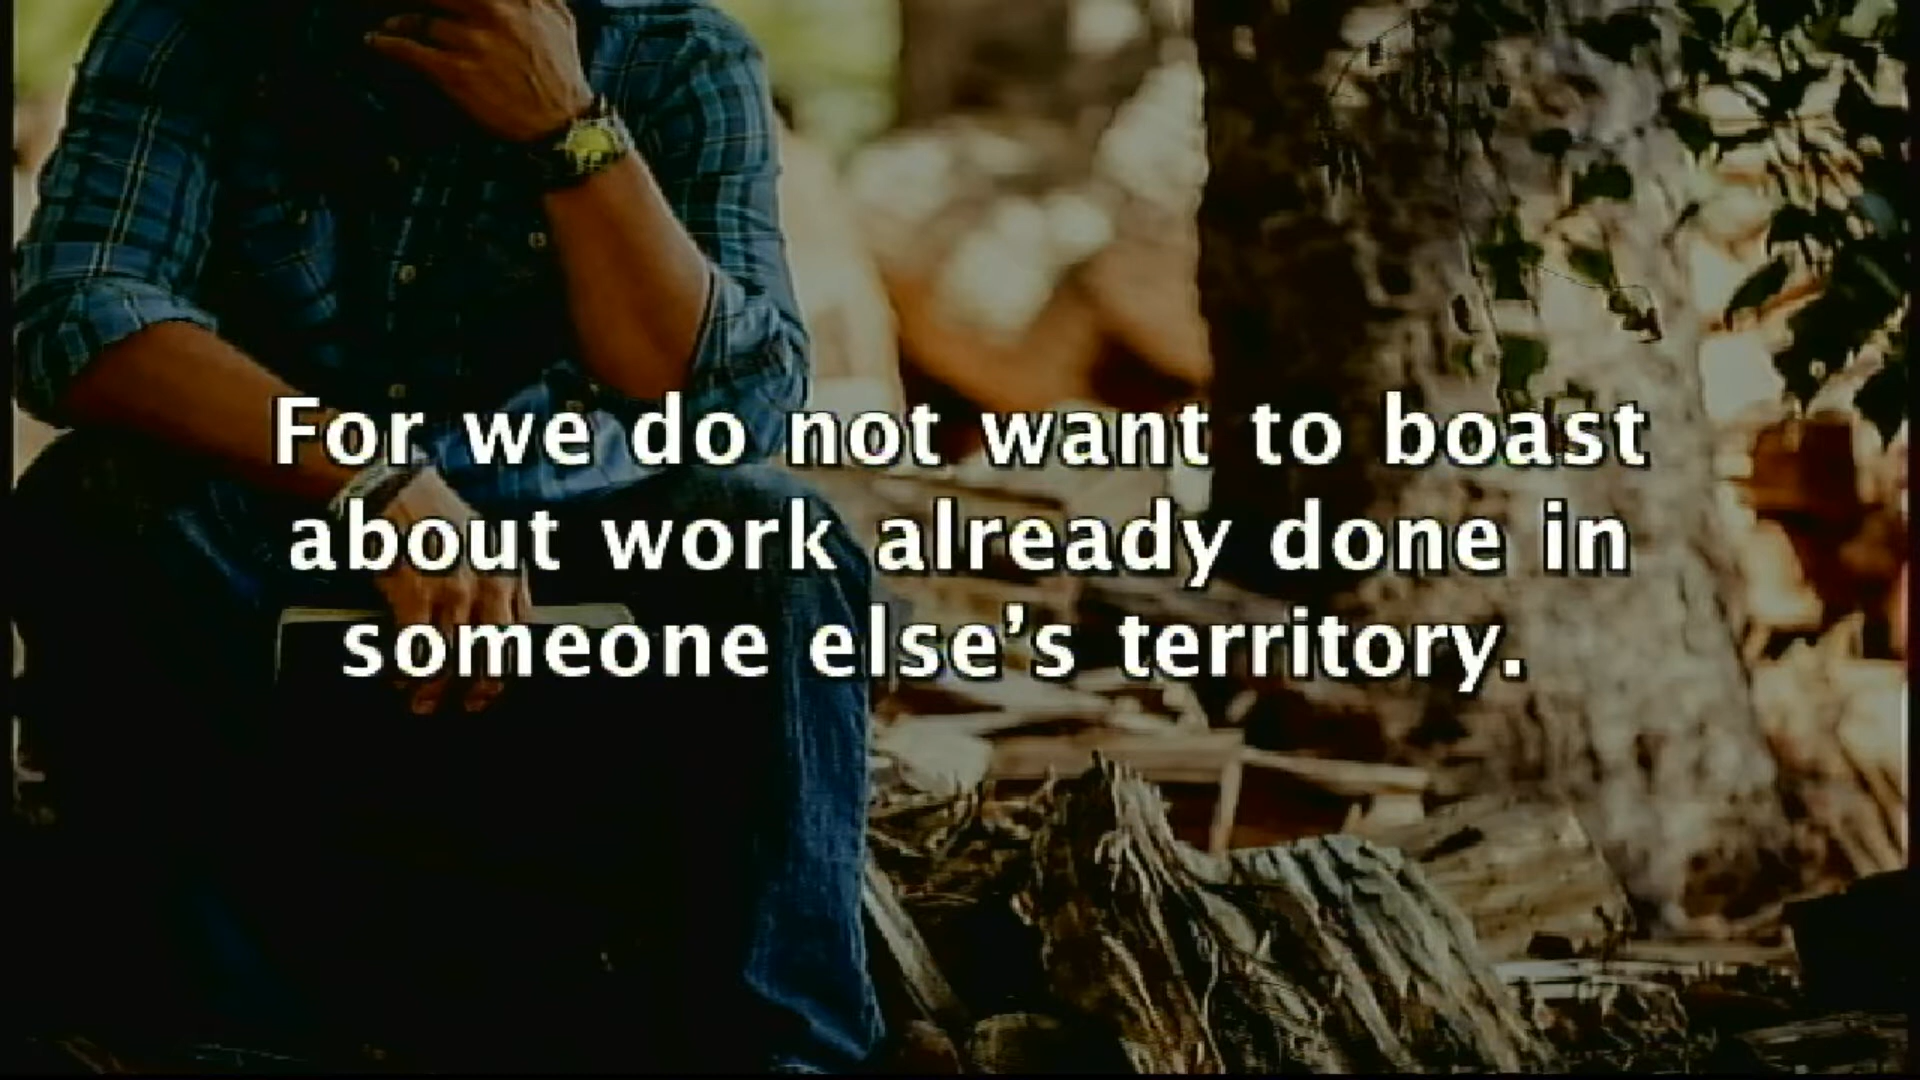 For we do not want to boast
about work already done in
someone else’s territory.